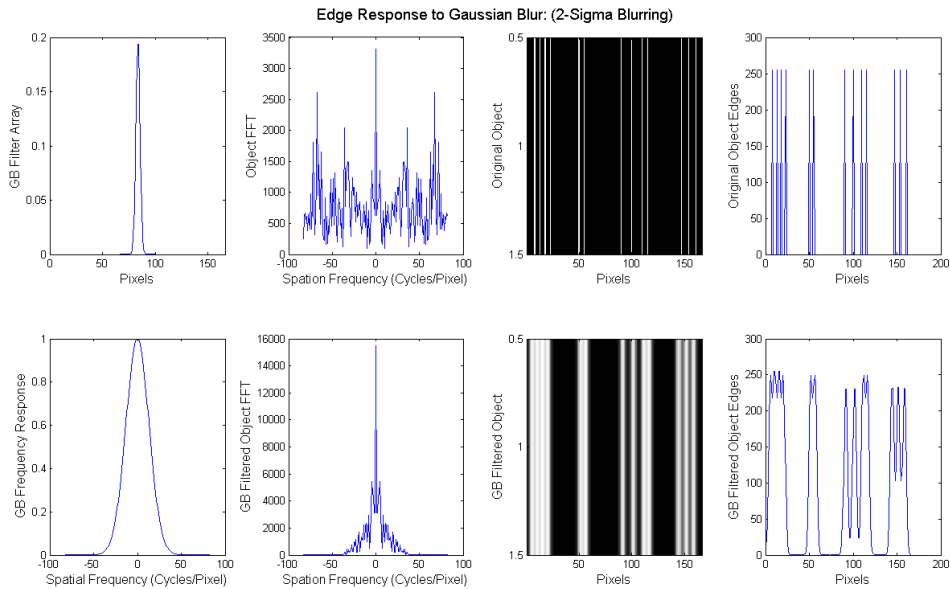 Edge Response to Gaussian Blur: (2-Sigma Blurring)
GB Filter Array
0.2
0.15
0.1
0.05
0
0 50 100 150
Pixels
Object FFT
3500
3000
2500
2000
1500
1000
500
0
-100 -50 0 50 100
Spation Frequency (Cycles/Pixel)
Original Object
0.5
1
1.5
50 100 150
Pixels
Original Object Edges
300
250
200
150
100
50
0
0 50 100 150 200
Pixels
GB Frequency Response
1
0.8
0.6
0.4
0.2
0
-100 -50 0 50 100
Spatial Frequency (Cycles/Pixel)
GB Filtered Object FFT
16000
14000
12000
10000
8000
6000
4000
2000
0
-100 -50 0 50 100
Spation Frequency (Cycles/Pixel)
GB Filtered Object
0.5
1
1.5
50 100 150
Pixels
GB Filtered Object Edges
300
250
200
150
100
50
0
0 50 100 150 200
Pixels